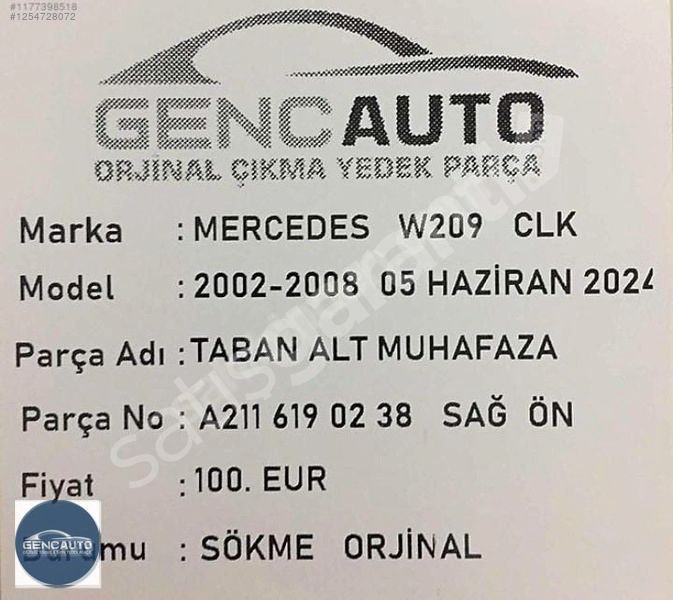 #1177398518
#1254728072
GENCAUTO
ORJİNAL ÇIKMA YEDEK PARÇA
Marka : MERCEDES W209 CLK
Model : 2002-2008 05 HAZİRAN 2024
Parça Adı : TABAN ALT MUHAFAZA
Parça No : A211 619 02 38 SAĞ ÖN
Fiyat : 100. EUR
Durumu : SÖKME ORJİNAL
GENCAUTO